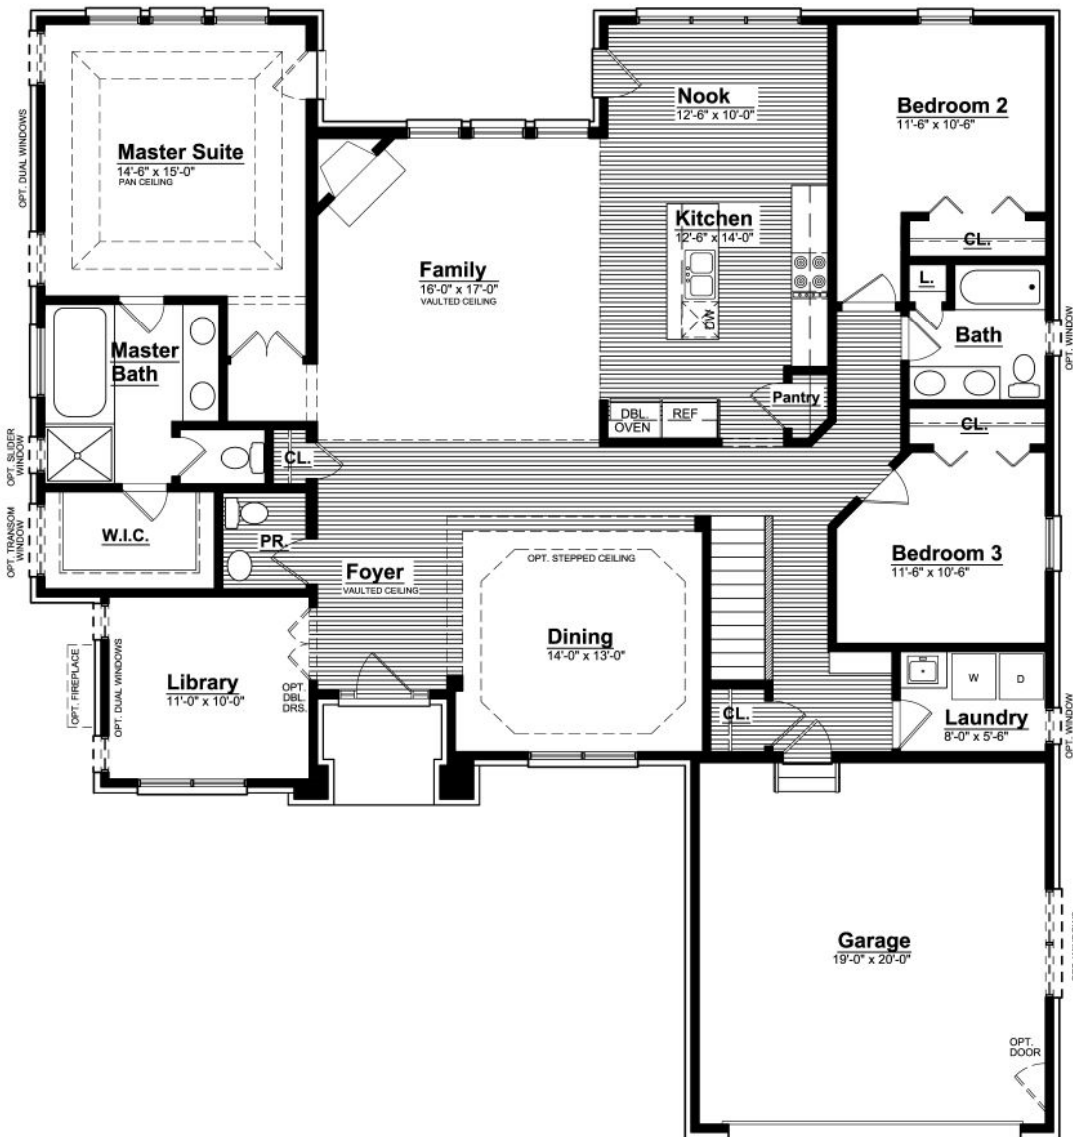 Master Suite
14'-6" x 15'-0"
PAN CEILING
OPT. DUAL WINDOWS
Nook
12'-6" x 10'-0"
Bedroom 2
11'-6" x 10'-6"
CL.
Kitchen
12'-6" x 14'-0"
DW
Family
16'-0" x 17'-0"
VAULTED CEILING
L.
Bath
OPT. WINDOW
Master
Bath
Pantry
DBL.
OVEN
REF
CL.
OPT. SLIDER
WINDOW
CL.
OPT. TRANSOM
WINDOW
W.I.C.
PR.
Foyer
VAULTED CEILING
OPT. STEPPED CEILING
Bedroom 3
11'-6" x 10'-6"
Dining
14'-0" x 13'-0"
OPT. FIREPLACE
OPT. DUAL WINDOWS
Library
11'-0" x 10'-0"
OPT.
DBL.
DRS.
W
D
CL.
Laundry
8'-0" x 5'-6"
OPT. WINDOW
Garage
19'-0" x 20'-0"
OPT.
DOOR